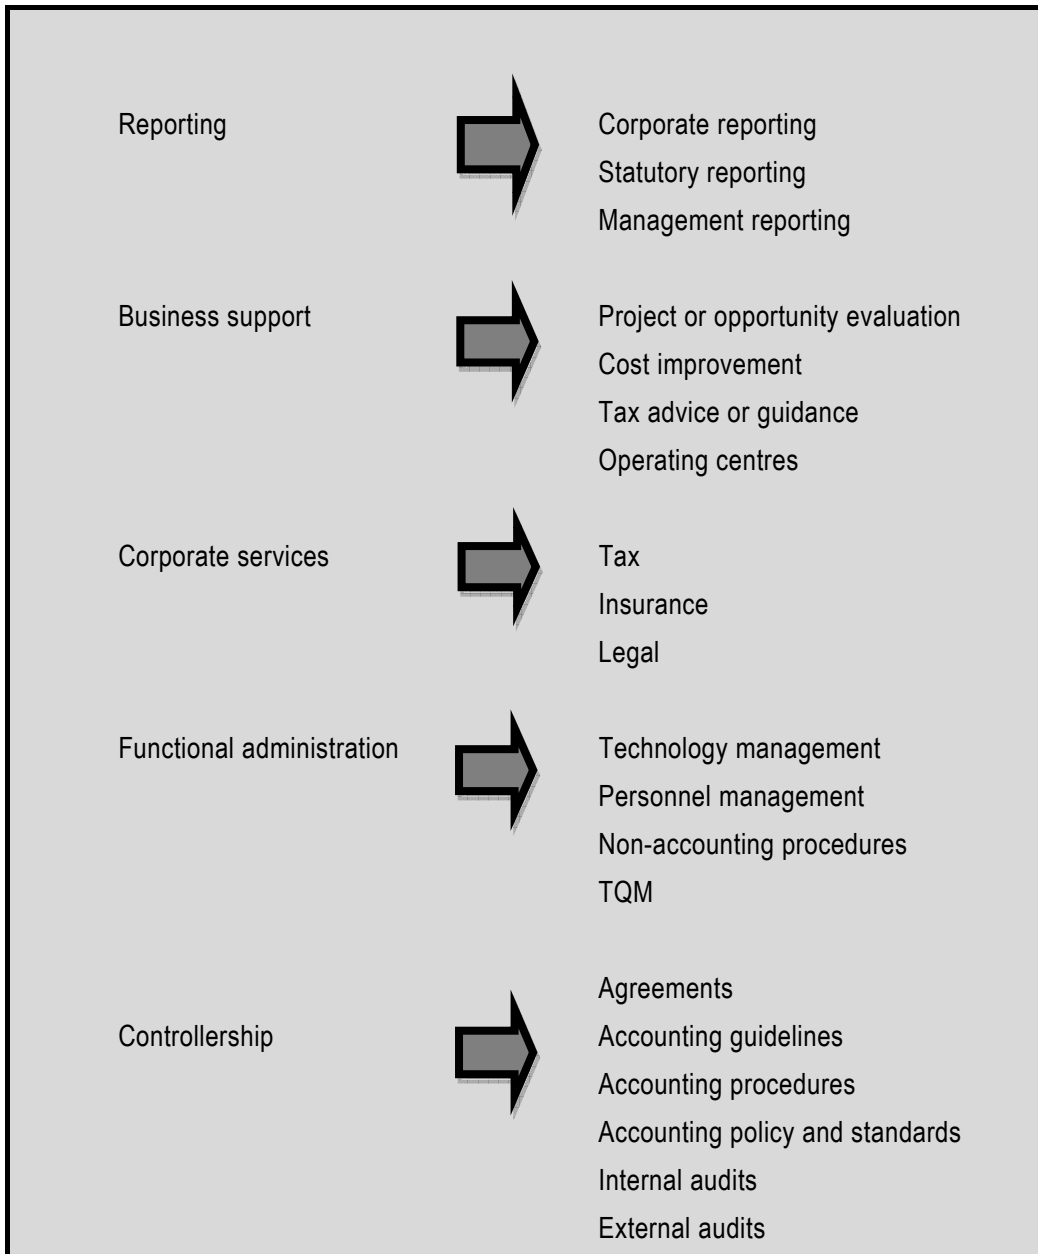 Reporting
Corporate reporting
Statutory reporting
Management reporting
Business support
Project or opportunity evaluation
Cost improvement
Tax advice or guidance
Operating centres
Corporate services
Tax
Insurance
Legal
Functional administration
Technology management
Personnel management
Non-accounting procedures
TQM
Controllership
Agreements
Accounting guidelines
Accounting procedures
Accounting policy and standards
Internal audits
External audits